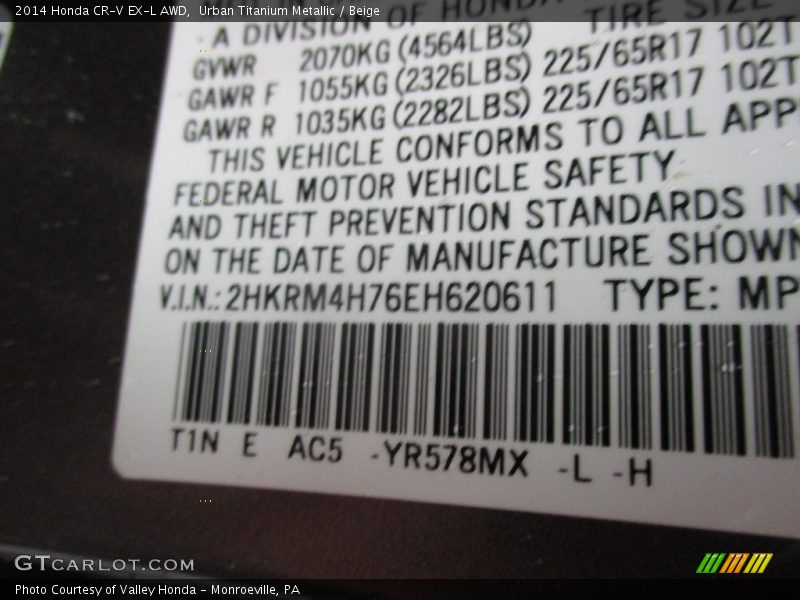 2014 Honda CR-V EX-L AWD, Urban Titanium Metallic / Beige
A DIVISION OF HONDA TIRE SIZE
GVWR 2070KG (4564LBS)
GAWR F 1055KG (2326LBS) 225/65R17 102T
GAWR R 1035KG (2282LBS) 225/65R17 102T
THIS VEHICLE CONFORMS TO ALL APP
FEDERAL MOTOR VEHICLE SAFETY
AND THEFT PREVENTION STANDARDS IN
ON THE DATE OF MANUFACTURE SHOWN
V.I.N.: 2HKRM4H76EH620611 TYPE: MP
T1N E AC5 -YR578MX -L -H
GTCARLOT.COM
Photo Courtesy of Valley Honda - Monroeville, PA